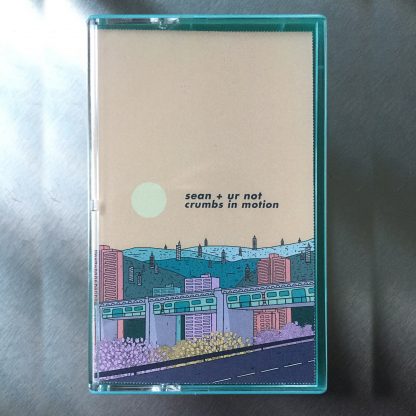 sean + ur not
crumbs in motion